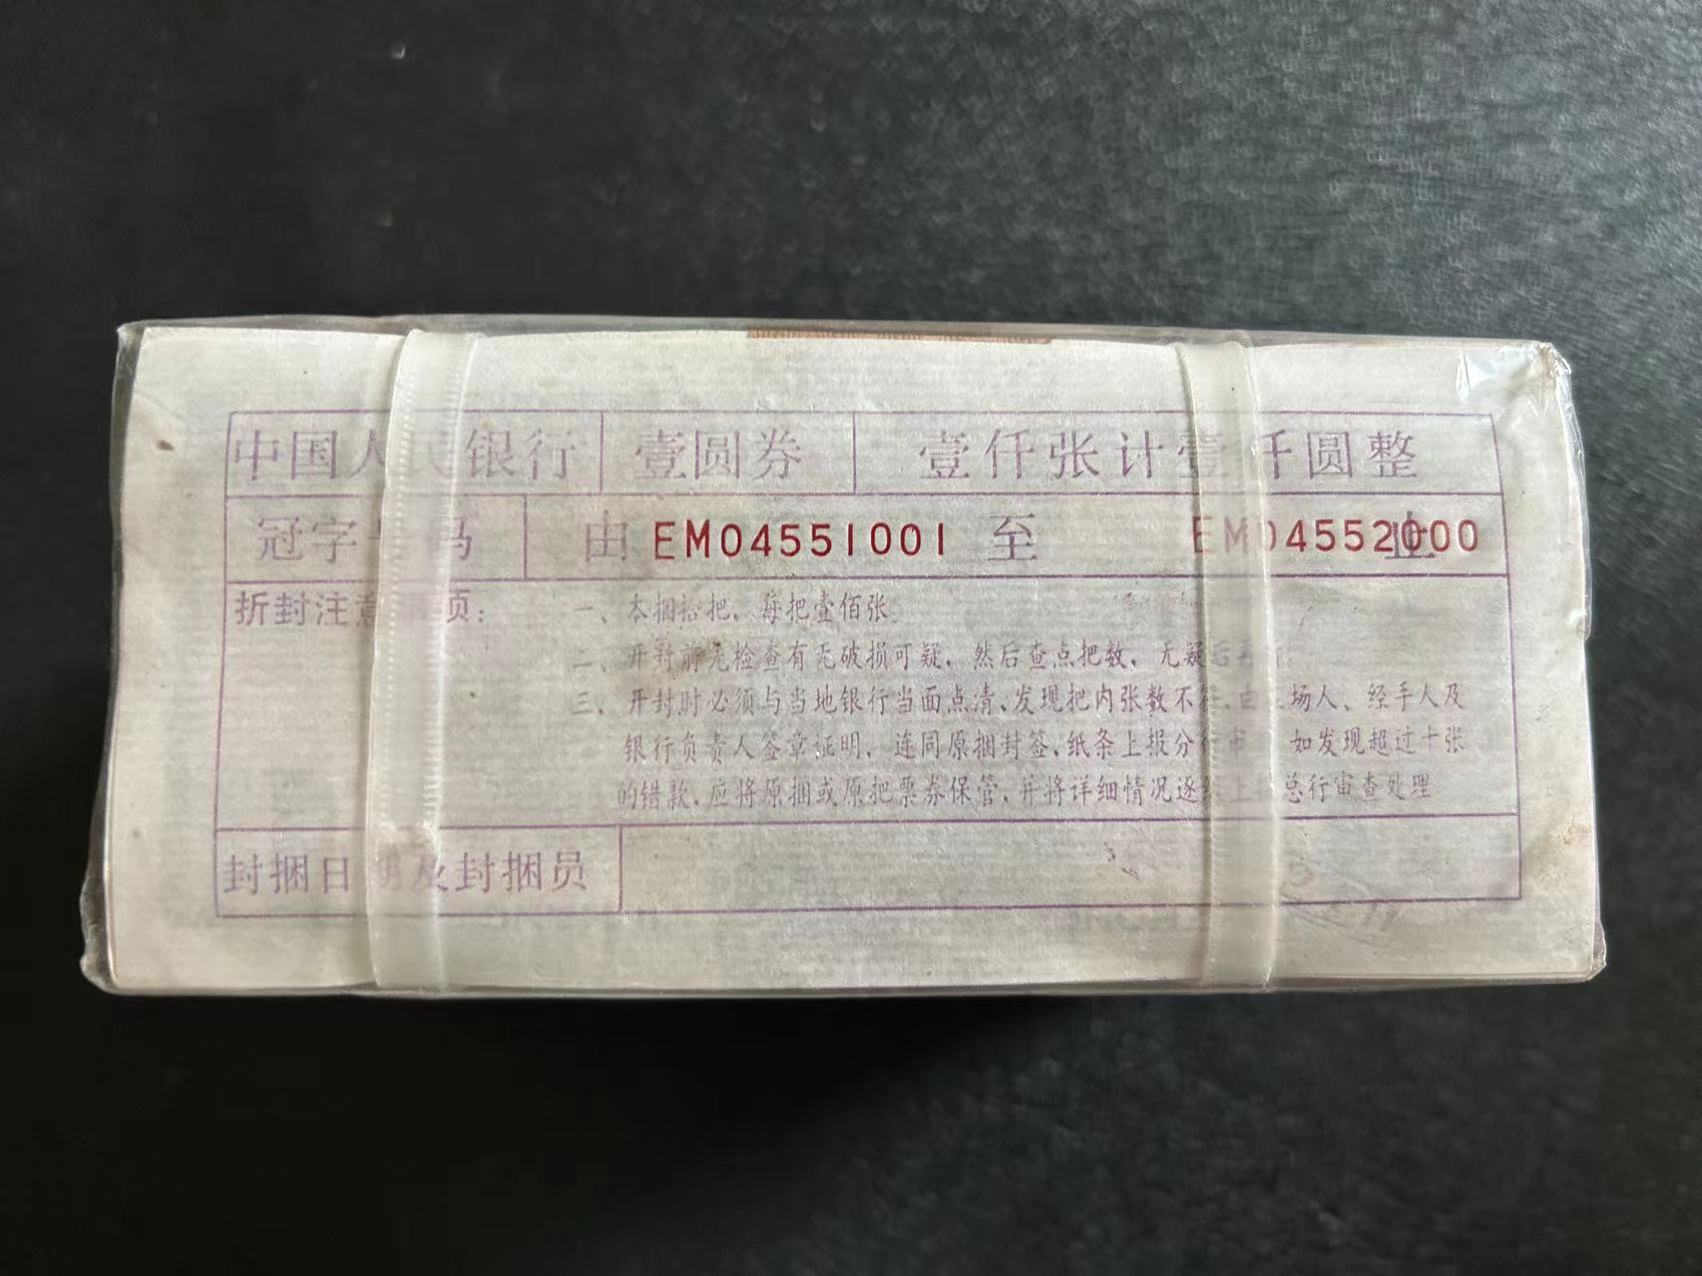 中国人民银行 壹圆券 壹仟张计壹仟圆整
冠字号码 由 EM04551001 至 EM04552000 止
折封注意事项: 一、本捆拾把,每把壹佰张
二、开封前先检查有无破损可疑,然后查点把数,无疑后再
三、开封时必须与当地银行当面点清、发现把内张数不符,由 场人、经手人及
银行负责人签章证明,连同原捆封签、纸条上报分行审 如发现超过十张
的错款,应将原捆或原把票券保管,并将详细情况逐级上报总行审查处理
封捆日期及封捆员